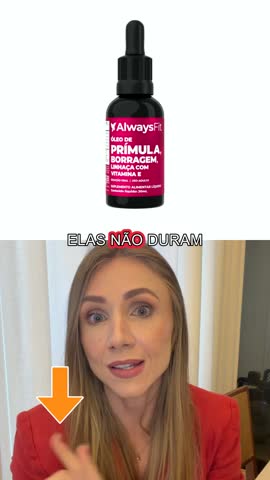 AlwaysFit
ÓLEO DE
PRÍMULA,
BORRAGEM,
LINHAÇA COM
VITAMINA E
SUPLEMENTO ALIMENTAR LÍQUIDO
ELAS NÃO DURAM